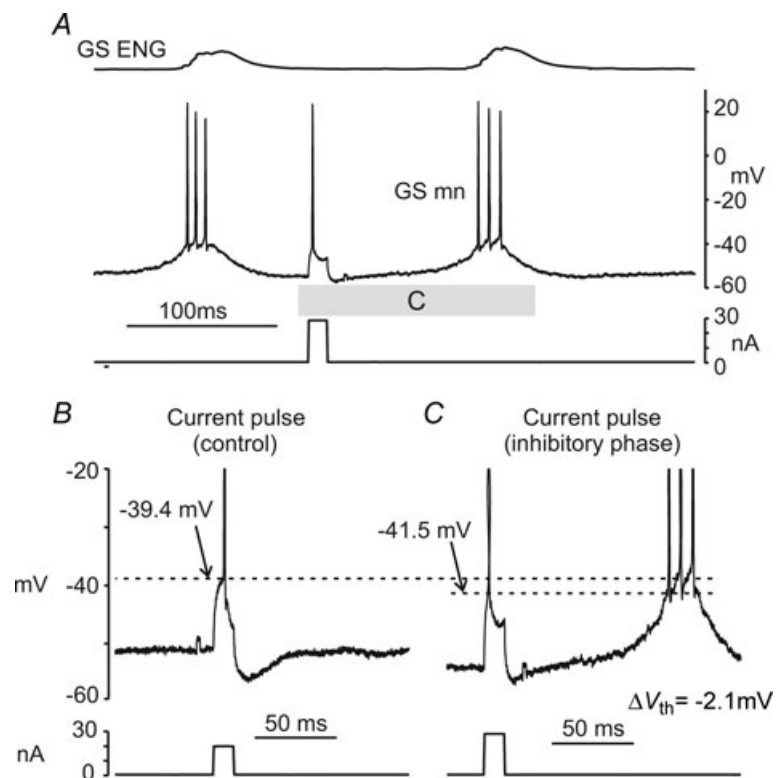 A
GS ENG
20
0
mV
GS mn
-20
-40
-60
C
100ms
30
nA
0
B
Current pulse
(control)
C
Current pulse
(inhibitory phase)
-20
-39.4 mV
-41.5 mV
mV
-40
-60
ΔVth= -2.1mV
30
nA
0
50 ms
50 ms